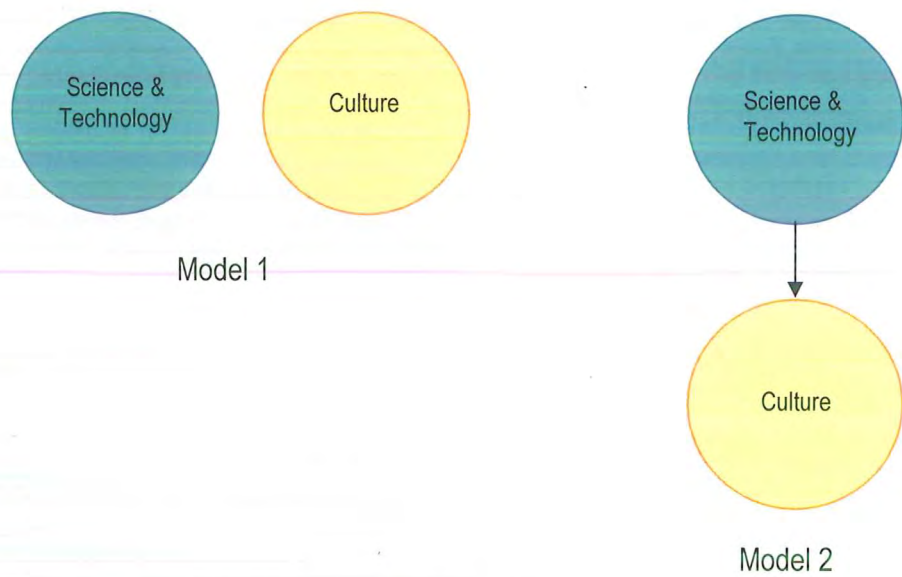 Science &
Technology
Culture
Model 1
Science &
Technology
Culture
Model 2